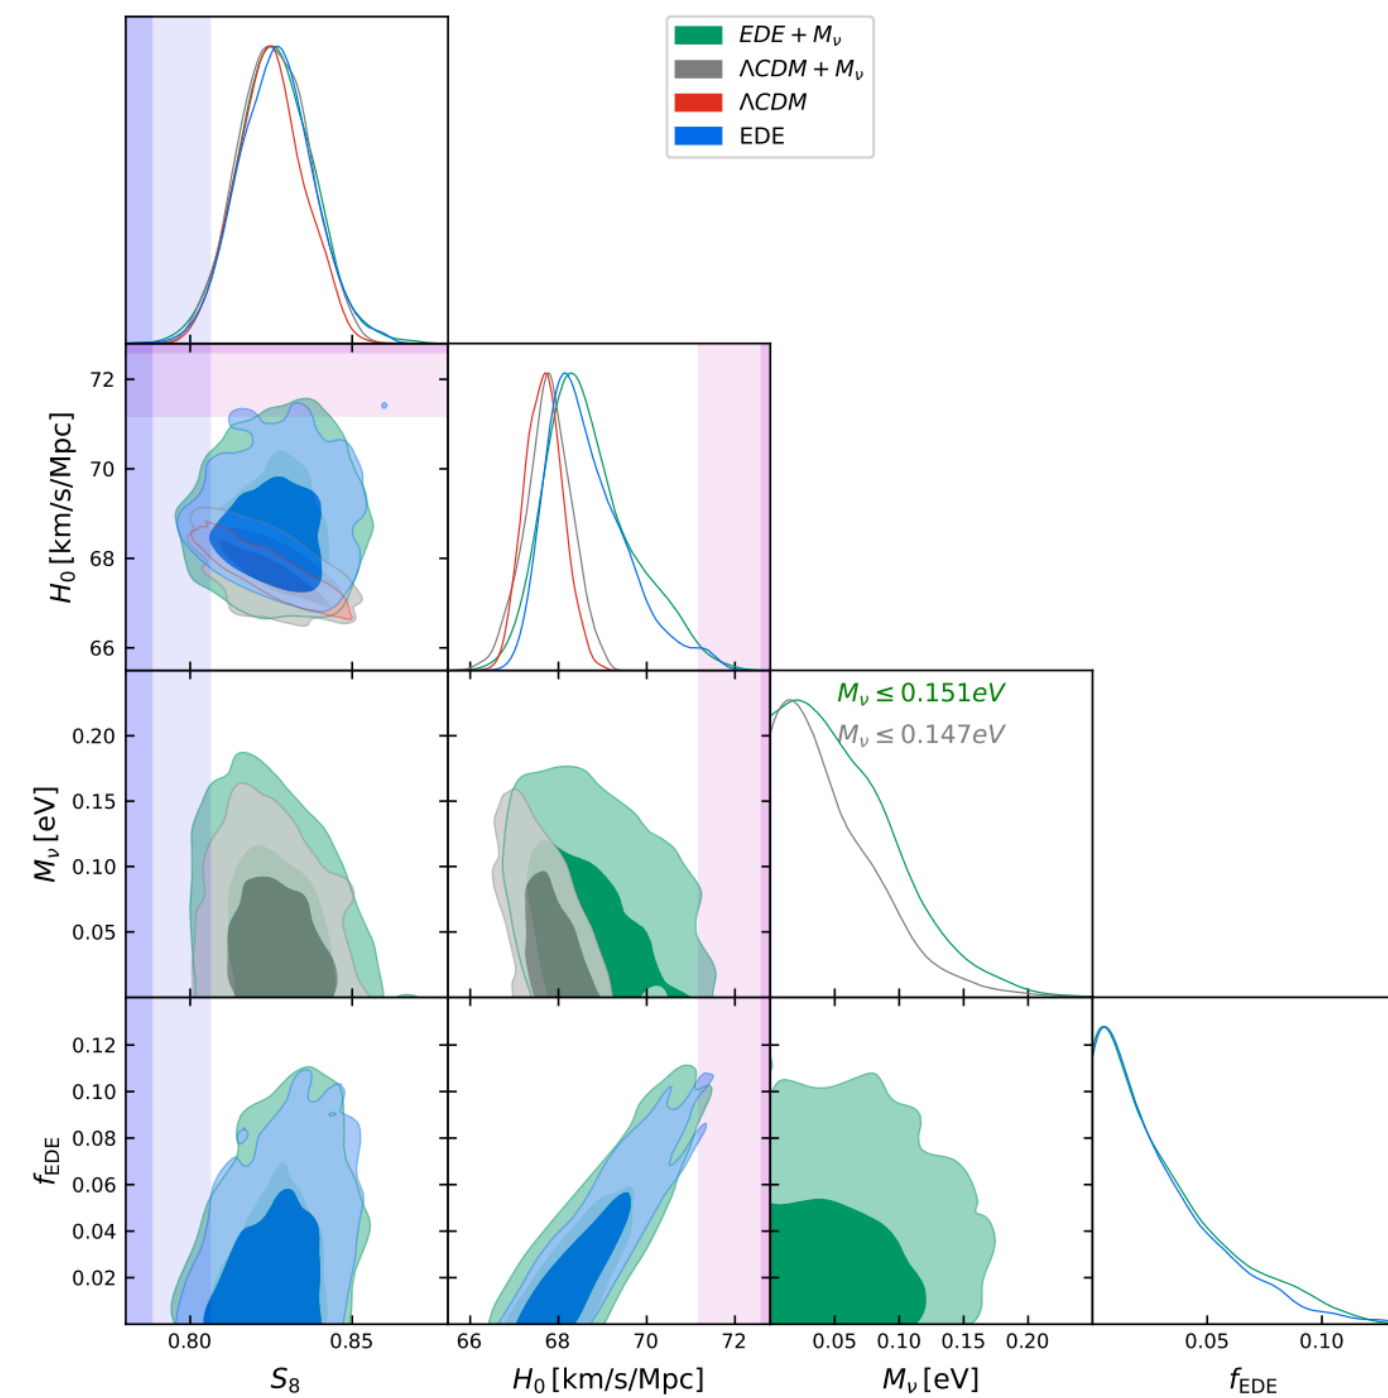 EDE + Mν
ΛCDM + Mν
ΛCDM
EDE
72
70
68
66
H0 [km/s/Mpc]
Mν ≤ 0.151eV
Mν ≤ 0.147eV
0.20
0.15
0.10
0.05
Mν [eV]
0.12
0.10
0.08
0.06
0.04
0.02
fEDE
0.80 0.85
66 68 70 72
0.05 0.10 0.15 0.20
0.05 0.10
S8
H0 [km/s/Mpc]
Mν [eV]
fEDE